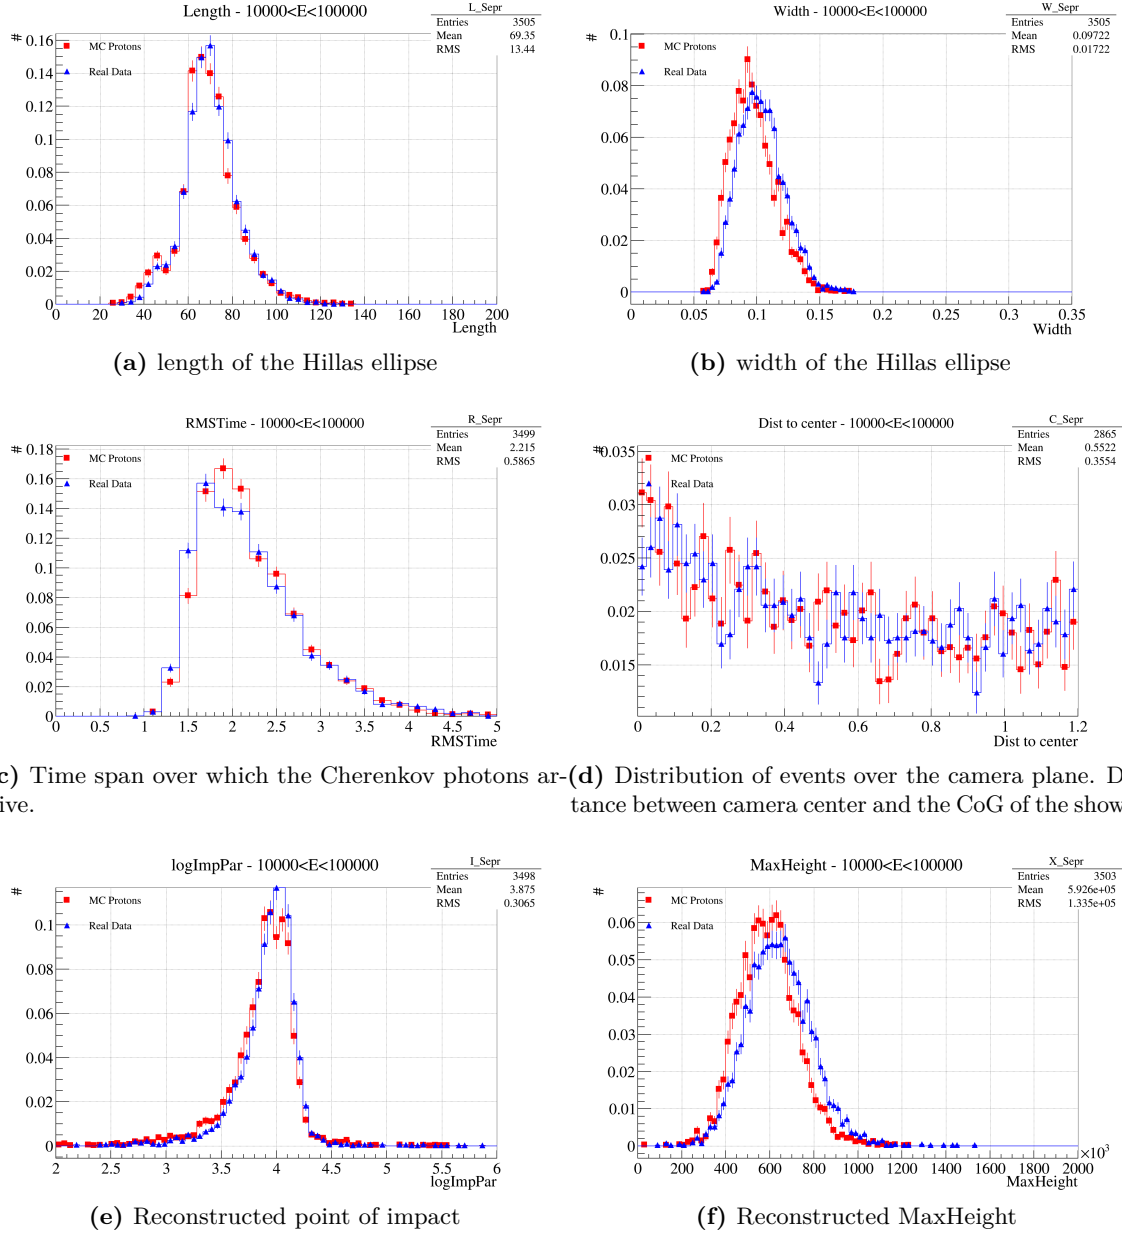 Length - 10000<E<100000
L_Sepr
Entries 3505
Mean 69.35
RMS 13.44
#
MC Protons
Real Data
0.16
0.14
0.12
0.1
0.08
0.06
0.04
0.02
0
0 20 40 60 80 100 120 140 160 180 200
Length
(a) length of the Hillas ellipse
Width - 10000<E<100000
W_Sepr
Entries 3505
Mean 0.09722
RMS 0.01722
#
MC Protons
Real Data
0.1
0.08
0.06
0.04
0.02
0
0 0.05 0.1 0.15 0.2 0.25 0.3 0.35
Width
(b) width of the Hillas ellipse
RMSTime - 10000<E<100000
R_Sepr
Entries 3499
Mean 2.215
RMS 0.5865
#
MC Protons
Real Data
0.18
0.16
0.14
0.12
0.1
0.08
0.06
0.04
0.02
0
0 0.5 1 1.5 2 2.5 3 3.5 4 4.5 5
RMSTime
c) Time span over which the Cherenkov photons ar-
ive.
Dist to center - 10000<E<100000
C_Sepr
Entries 2865
Mean 0.5522
RMS 0.3554
#
MC Protons
Real Data
0.035
0.03
0.025
0.02
0.015
0 0.2 0.4 0.6 0.8 1 1.2
Dist to center
(d) Distribution of events over the camera plane. D
tance between camera center and the CoG of the show
logImpPar - 10000<E<100000
I_Sepr
Entries 3498
Mean 3.875
RMS 0.3065
#
MC Protons
Real Data
0.1
0.08
0.06
0.04
0.02
0
2 2.5 3 3.5 4 4.5 5 5.5 6
logImpPar
(e) Reconstructed point of impact
MaxHeight - 10000<E<100000
X_Sepr
Entries 3503
Mean 5.926e+05
RMS 1.335e+05
#
MC Protons
Real Data
0.06
0.05
0.04
0.03
0.02
0.01
0
0 200 400 600 800 1000 1200 1400 1600 1800 2000
×10³
MaxHeight
(f) Reconstructed MaxHeight